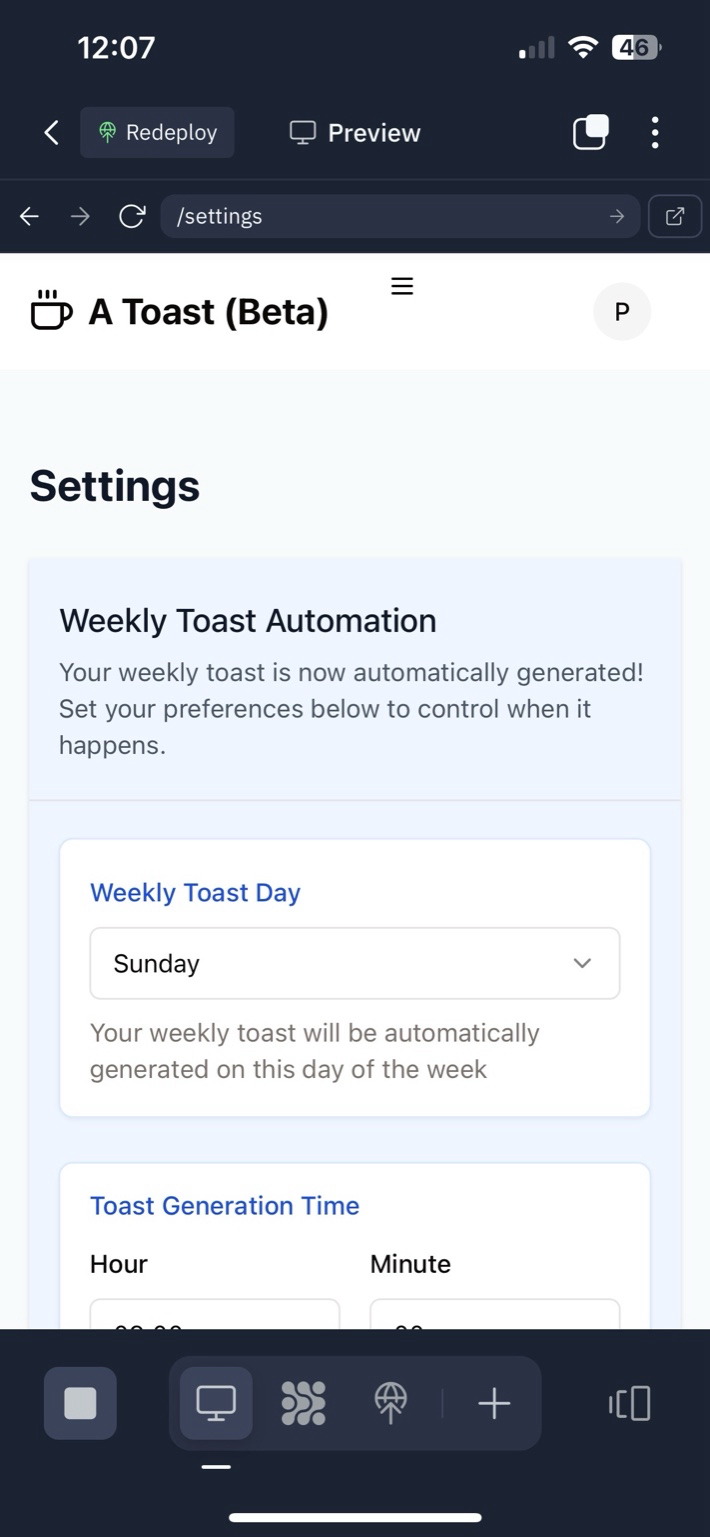 12:07
46
Redeploy
Preview
/settings
A Toast (Beta)
P
Settings
Weekly Toast Automation
Your weekly toast is now automatically generated!
Set your preferences below to control when it
happens.
Weekly Toast Day
Sunday
Your weekly toast will be automatically
generated on this day of the week
Toast Generation Time
Hour Minute